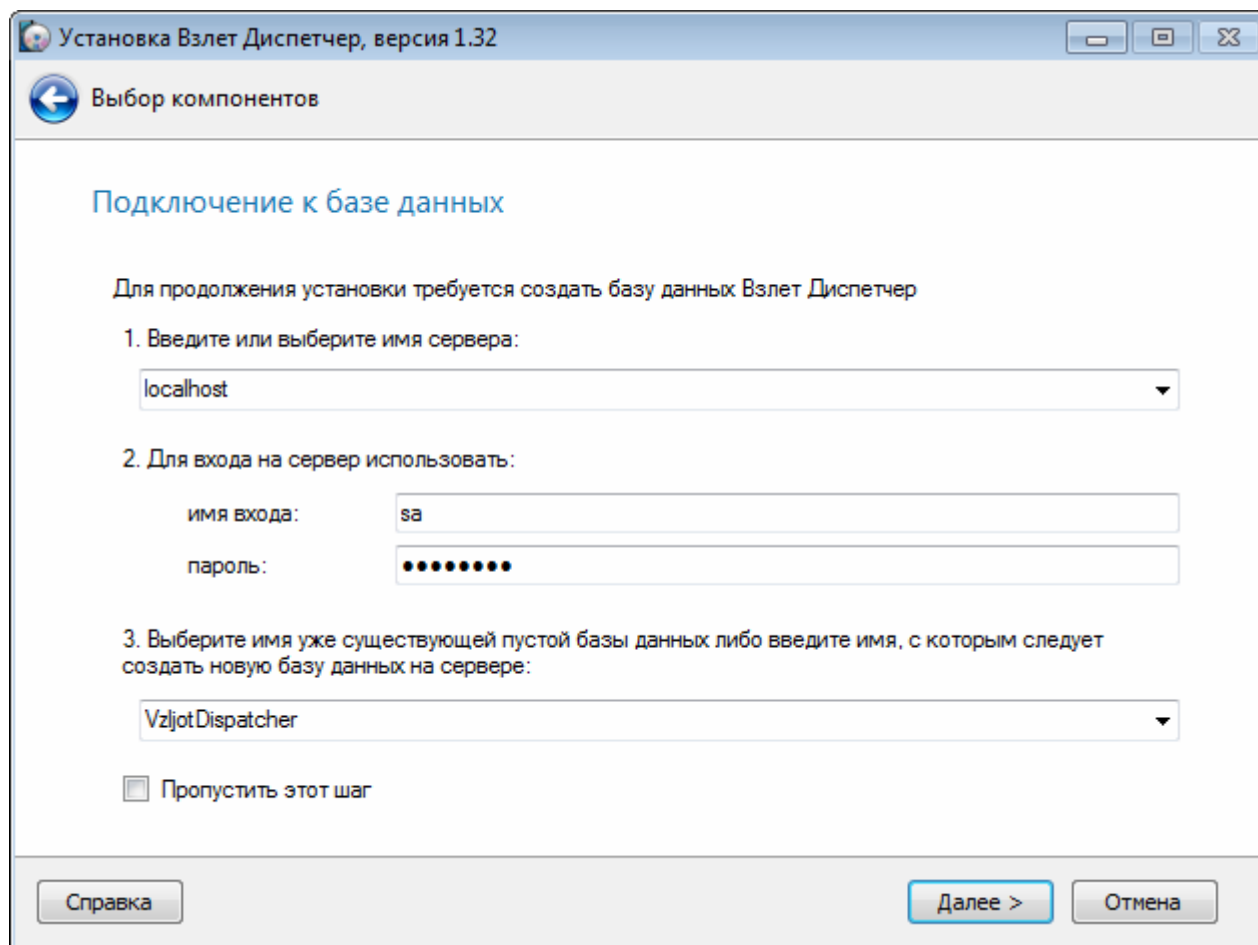 Установка Взлет Диспетчер, версия 1.32
Выбор компонентов
Подключение к базе данных
Для продолжения установки требуется создать базу данных Взлет Диспетчер
1. Введите или выберите имя сервера:
localhost
2. Для входа на сервер использовать:
имя входа:
sa
пароль:
●●●●●●●●
3. Выберите имя уже существующей пустой базы данных либо введите имя, с которым следует
создать новую базу данных на сервере:
VzljotDispatcher
Пропустить этот шаг
Справка
Далее >
Отмена